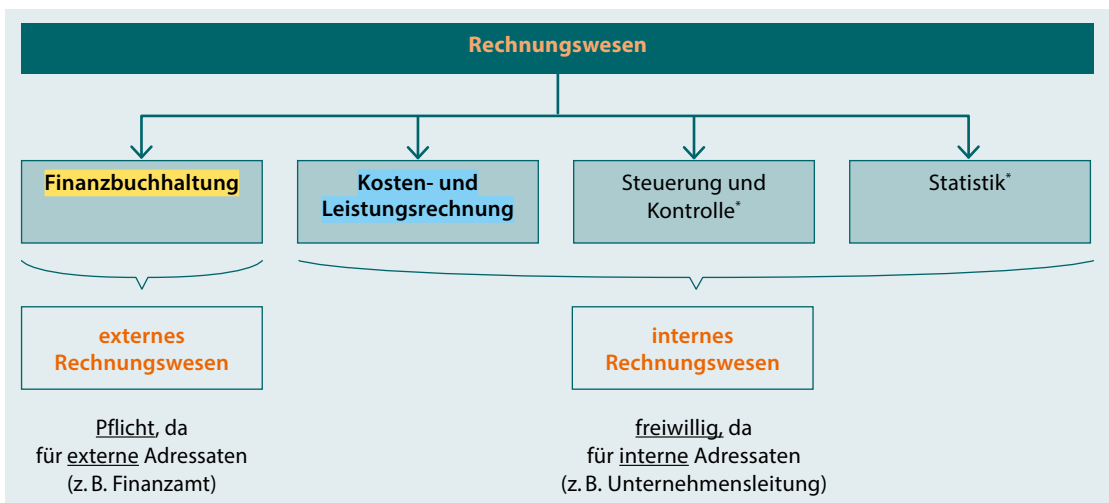 Rechnungswesen
Finanzbuchhaltung
Kosten- und
Leistungsrechnung
Steuerung und
Kontrolle*
Statistik*
externes
Rechnungswesen
internes
Rechnungswesen
Pflicht, da
für externe Adressaten
(z. B. Finanzamt)
freiwillig, da
für interne Adressaten
(z. B. Unternehmensleitung)